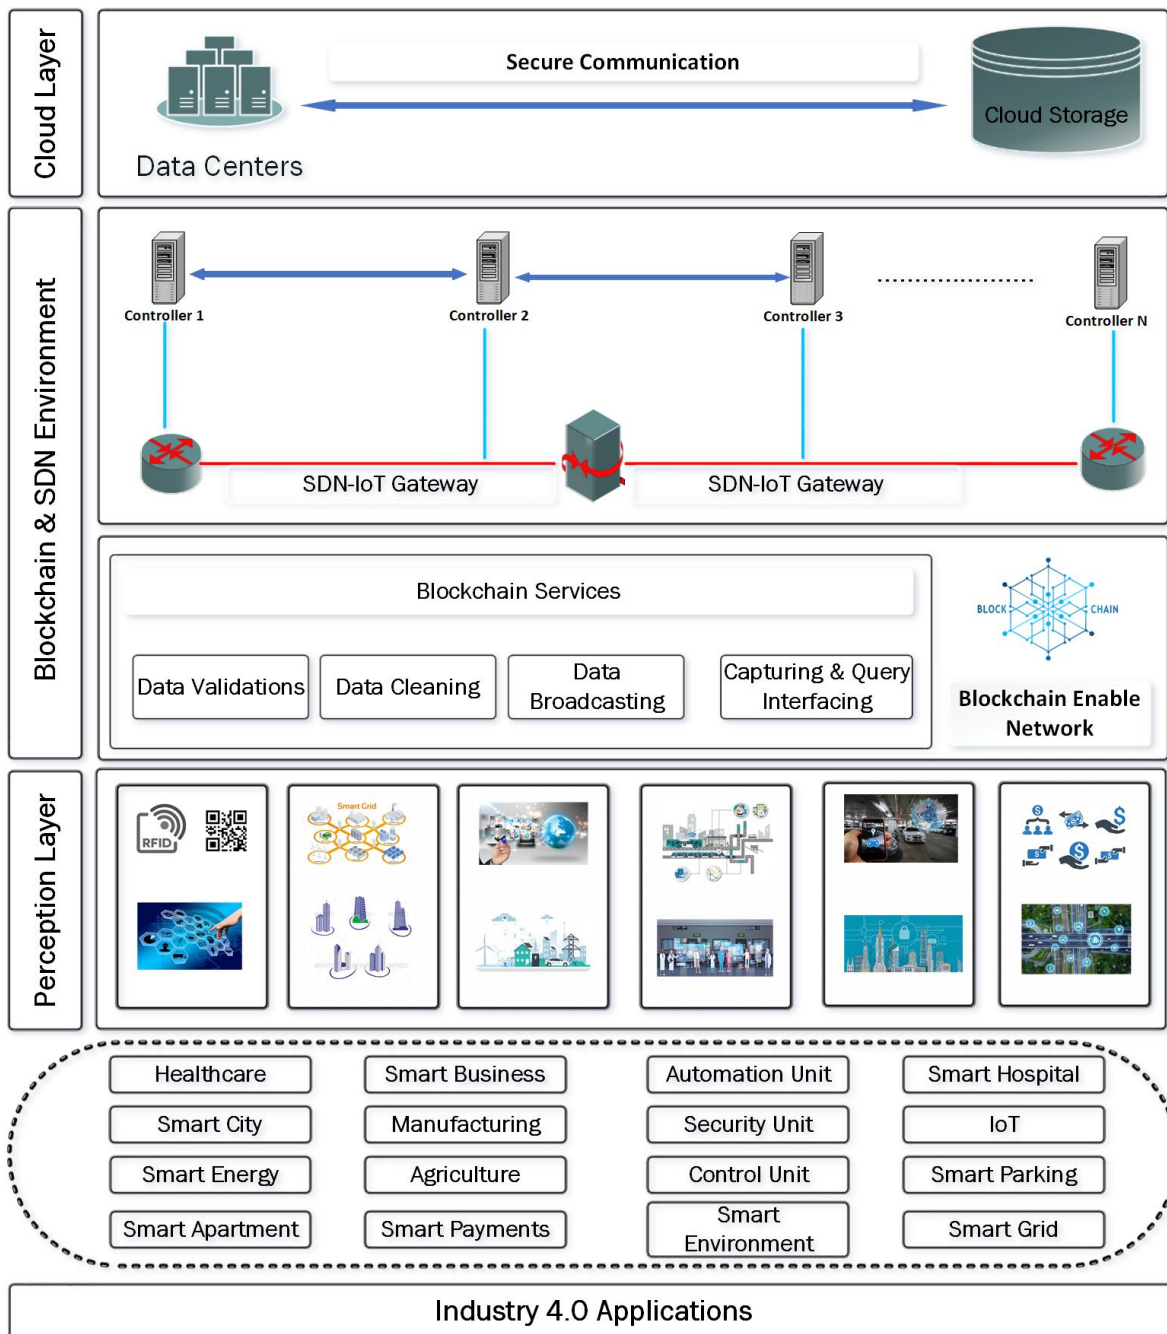 Cloud Layer
Secure Communication
Data Centers
Cloud Storage
Blockchain & SDN Environment
Controller 1
Controller 2
Controller 3
Controller N
SDN-IoT Gateway
SDN-IoT Gateway
Blockchain Services
Data Validations
Data Cleaning
Data
Broadcasting
Capturing & Query
Interfacing
BLOCK
CHAIN
Blockchain Enable
Network
Perception Layer
RFID
Smart Grid
Healthcare
Smart Business
Automation Unit
Smart Hospital
Smart City
Manufacturing
Security Unit
IoT
Smart Energy
Agriculture
Control Unit
Smart Parking
Smart Apartment
Smart Payments
Smart
Environment
Smart Grid
Industry 4.0 Applications